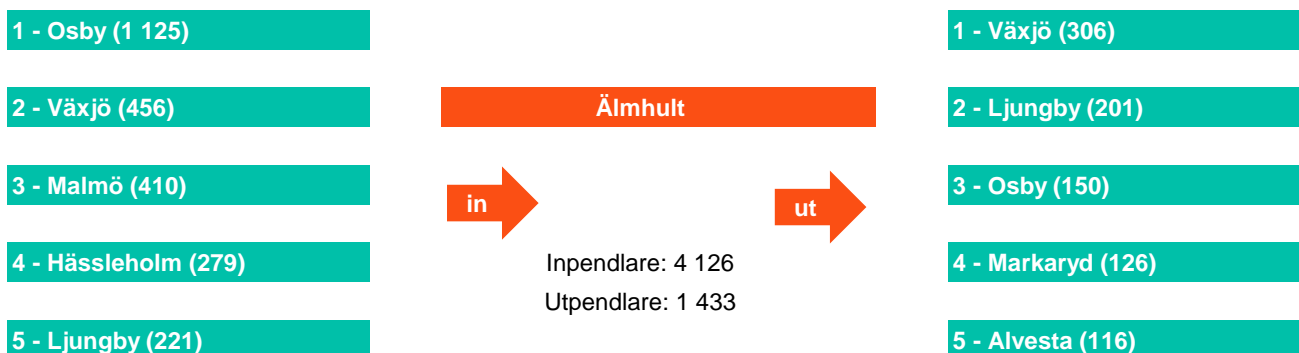 1 - Osby (1 125)
2 - Växjö (456)
3 - Malmö (410)
4 - Hässleholm (279)
5 - Ljungby (221)
Älmhult
in
ut
Inpendlare: 4 126
Utpendlare: 1 433
1 - Växjö (306)
2 - Ljungby (201)
3 - Osby (150)
4 - Markaryd (126)
5 - Alvesta (116)